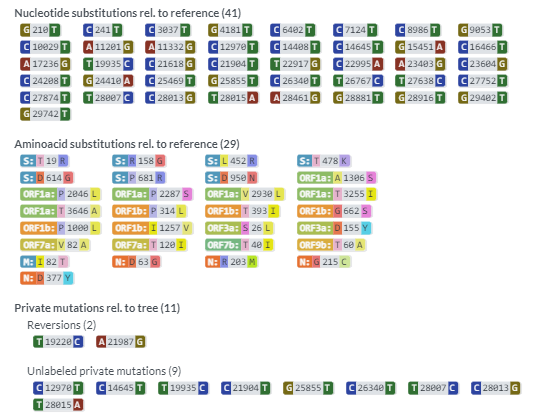 Nucleotide substitutions rel. to reference (41)
G 210 T C 241 T C 3037 T G 4181 T C 6402 T C 7124 T C 8986 T G 9053 T
C 10029 T A 11201 G A 11332 G C 12970 T C 14408 T C 14645 T G 15451 A C 16466 T
A 17236 G T 19935 C C 21618 G C 21904 T T 22917 G C 22995 A A 23403 G C 23604 G
C 24208 T G 24410 A C 25469 T G 25855 T C 26340 T T 26767 C T 27638 C C 27752 T
C 27874 T T 28007 C C 28013 G T 28015 A A 28461 G G 28881 T G 28916 T G 29402 T
G 29742 T
Aminoacid substitutions rel. to reference (29)
S: T 19 R S: R 158 G S: L 452 R S: T 478 K
S: D 614 G S: P 681 R S: D 950 N ORF1a: A 1306 S
ORF1a: P 2046 L ORF1a: P 2287 S ORF1a: V 2930 L ORF1a: T 3255 I
ORF1a: T 3646 A ORF1b: P 314 L ORF1b: T 393 I ORF1b: G 662 S
ORF1b: P 1000 L ORF1b: I 1257 V ORF3a: S 26 L ORF3a: D 155 Y
ORF7a: V 82 A ORF7a: T 120 I ORF7b: T 40 I ORF9b: T 60 A
M: I 82 T N: D 63 G N: R 203 M N: G 215 C
N: D 377 Y
Private mutations rel. to tree (11)
Reversions (2)
T 19220 C A 21987 G
Unlabeled private mutations (9)
C 12970 T C 14645 T T 19935 C C 21904 T G 25855 T C 26340 T T 28007 C C 28013 G
T 28015 A